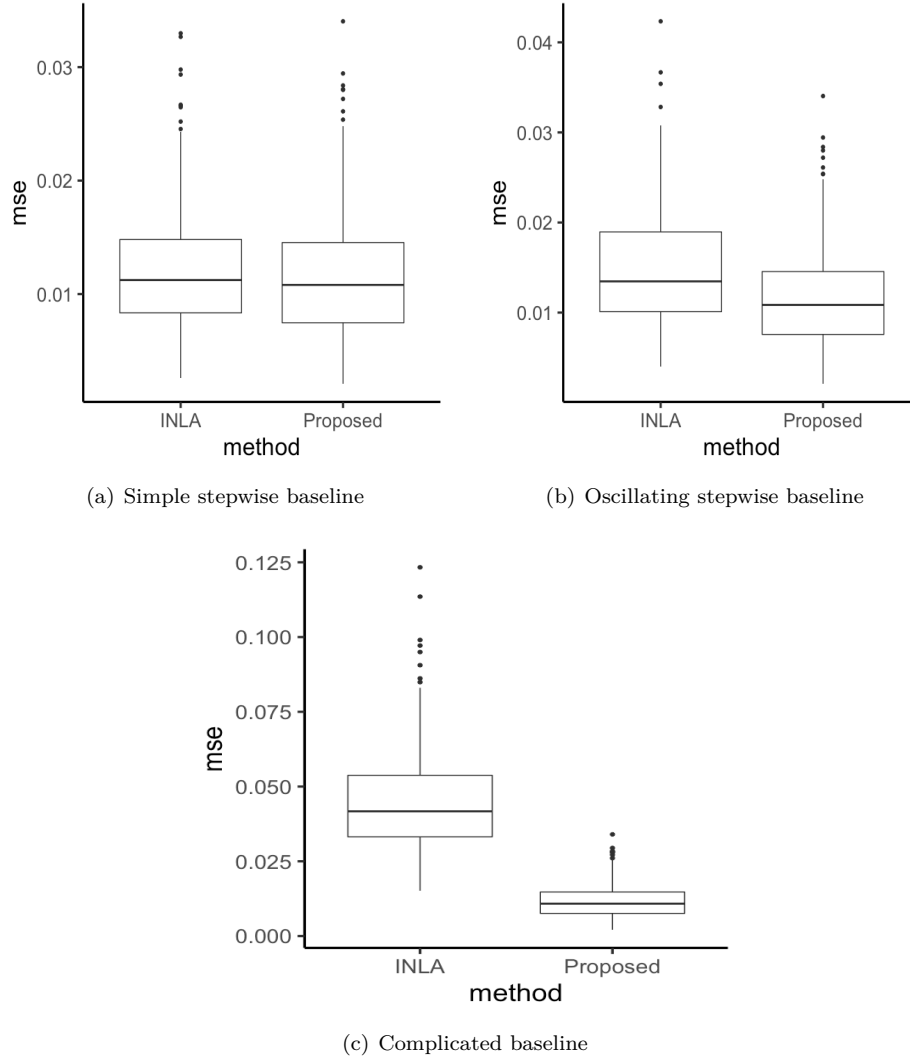 mse
0.03
0.02
0.01
INLA Proposed
method
(a) Simple stepwise baseline
mse
0.04
0.03
0.02
0.01
INLA Proposed
method
(b) Oscillating stepwise baseline
mse
0.125
0.100
0.075
0.050
0.025
0.000
INLA Proposed
method
(c) Complicated baseline